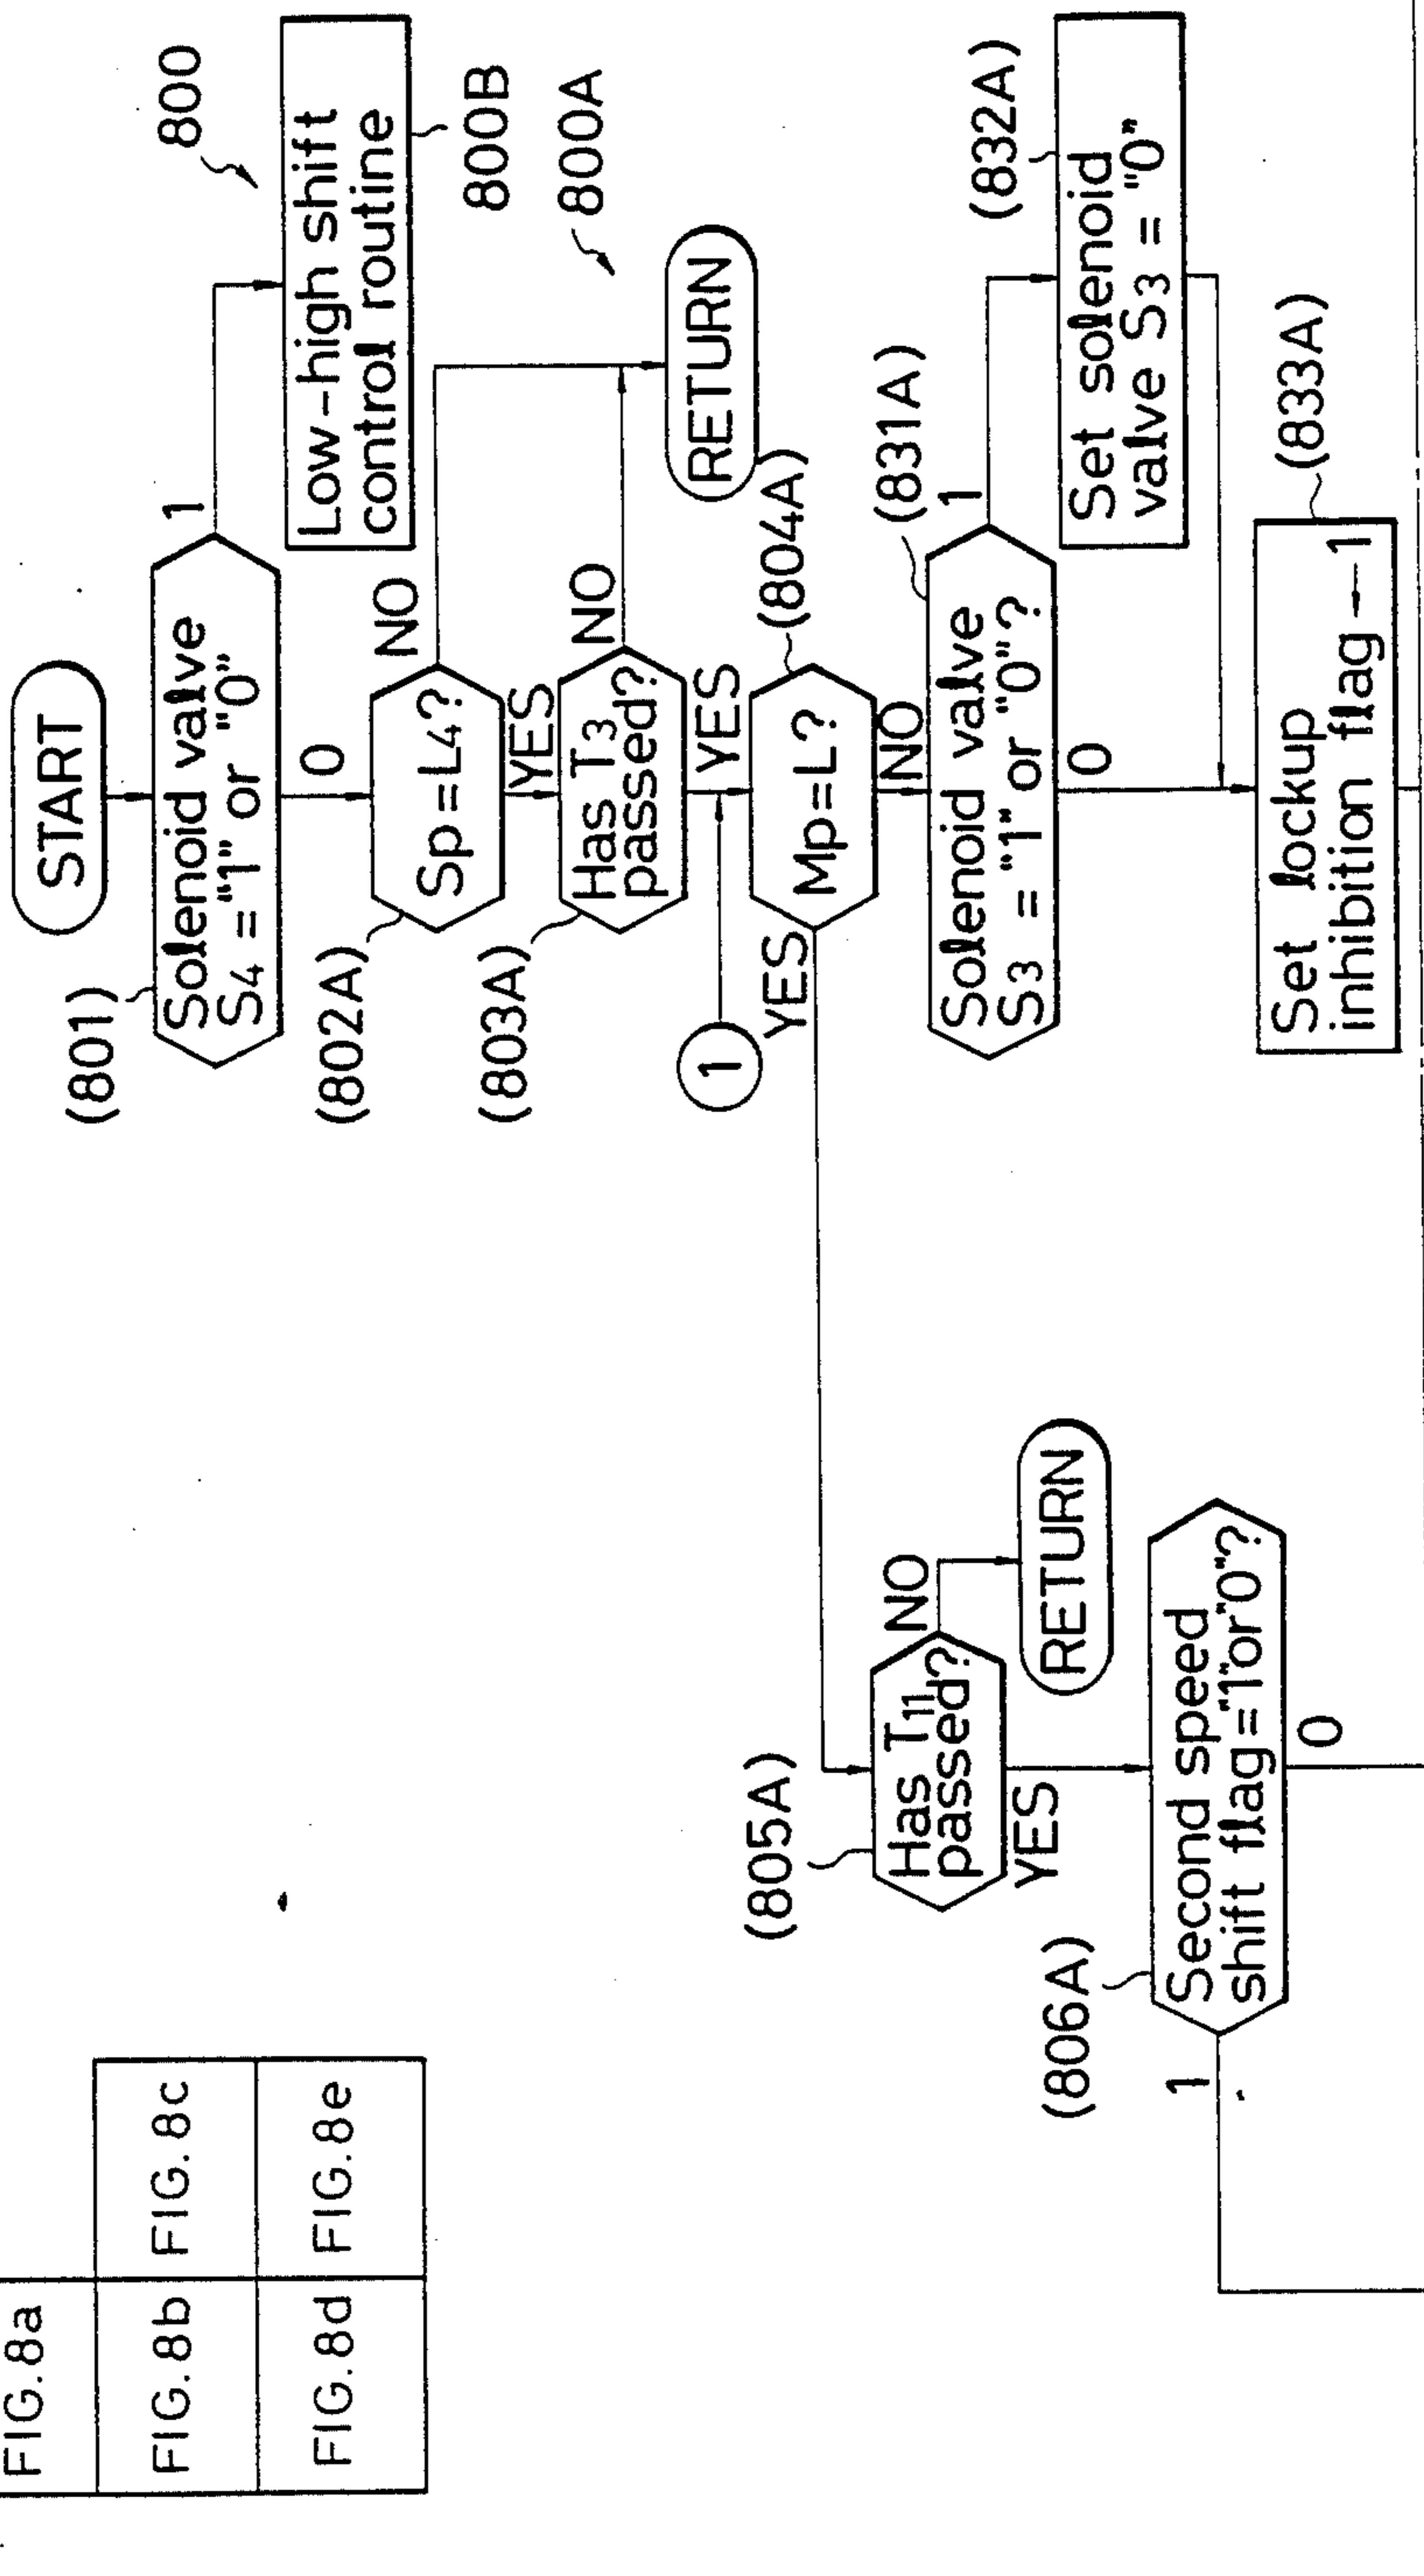 FIG.8a
FIG.8b FIG.8c
FIG.8d FIG.8e
START
800
(801)
Solenoid valve
S4 = "1" or "0"
1
0
Low-high shift
control routine
800B
800A
(802A)
Sp = L4?
NO
YES
(803A)
Has T3
passed?
NO
YES
RETURN
1
(804A)
Mp = L?
YES
NO
(831A)
Solenoid valve
S3 = "1" or "0"?
1
0
(832A)
Set solenoid
valve S3 = "0"
(833A)
Set lockup
inhibition flag ← 1
(805A)
Has T11
passed?
NO
YES
RETURN
(806A)
Second speed
shift flag="1"or"0"?
1
0